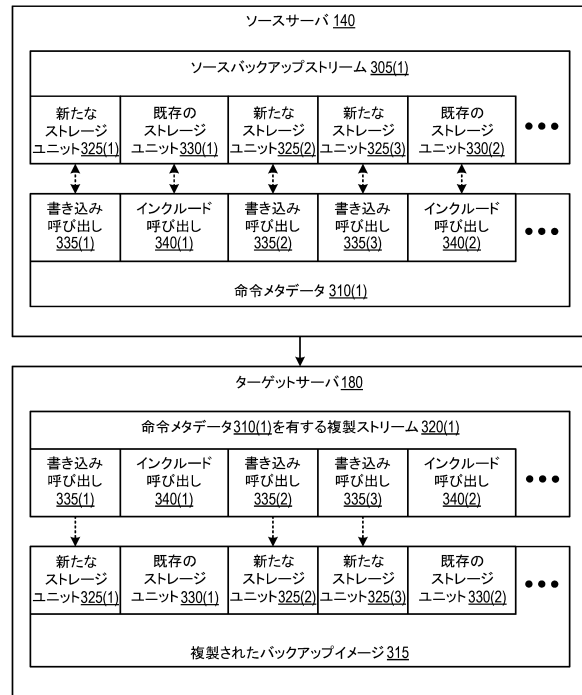 ソースサーバ 140
ソースバックアップストリーム 305(1)
新たな
ストレージ
ユニット325(1)
既存の
ストレージ
ユニット 330(1)
新たな
ストレージ
ユニット325(2)
新たな
ストレージ
ユニット325(3)
既存の
ストレージ
ユニット 330(2)
●●●
書き込み
呼び出し
335(1)
インクルード
呼び出し
340(1)
書き込み
呼び出し
335(2)
書き込み
呼び出し
335(3)
インクルード
呼び出し
340(2)
●●●
命令メタデータ 310(1)
ターゲットサーバ 180
命令メタデータ310(1)を有する複製ストリーム 320(1)
書き込み
呼び出し
335(1)
インクルード
呼び出し
340(1)
書き込み
呼び出し
335(2)
書き込み
呼び出し
335(3)
インクルード
呼び出し
340(2)
●●●
新たな
ストレージ
ユニット325(1)
既存の
ストレージ
ユニット330(1)
新たな
ストレージ
ユニット325(2)
新たな
ストレージ
ユニット325(3)
既存の
ストレージ
ユニット 330(2)
●●●
複製されたバックアップイメージ 315